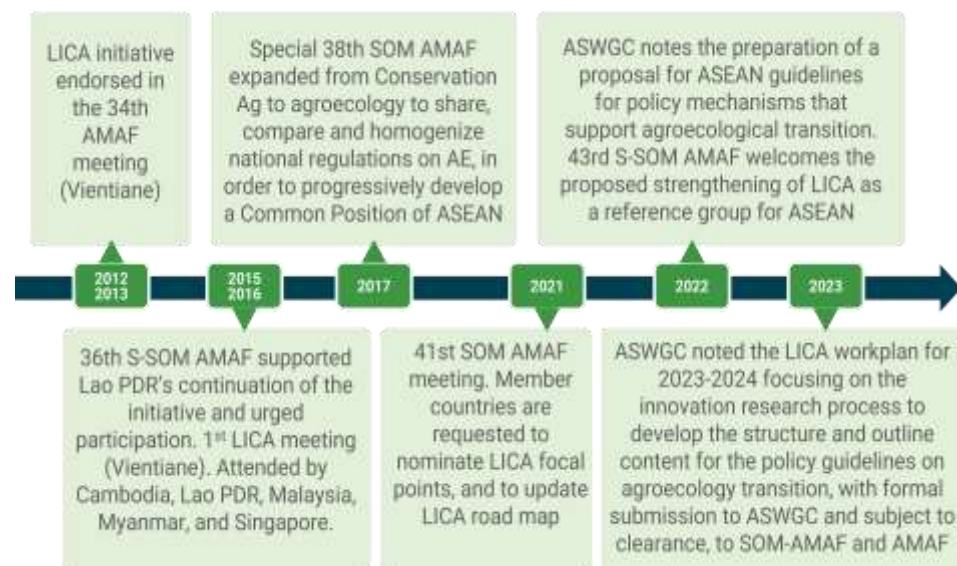 LICA initiative
endorsed in
the 34th
AMAF
meeting
(Vientiane)
Special 38th SOM AMAF
expanded from Conservation
Ag to agroecology to share,
compare and homogenize
national regulations on AE, in
order to progressively develop
a Common Position of ASEAN
ASWGC notes the preparation of a
proposal for ASEAN guidelines
for policy mechanisms that
support agroecological transition.
43rd S-SOM AMAF welcomes the
proposed strengthening of LICA as
a reference group for ASEAN
2012
2013
2015
2016
2017
2021
2022
2023
36th S-SOM AMAF supported
Lao PDR's continuation of the
initiative and urged
participation. 1st LICA meeting
(Vientiane). Attended by
Cambodia, Lao PDR, Malaysia,
Myanmar, and Singapore.
41st SOM AMAF
meeting. Member
countries are
requested to
nominate LICA focal
points, and to update
LICA road map
ASWGC noted the LICA workplan for
2023-2024 focusing on the
innovation research process to
develop the structure and outline
content for the policy guidelines on
agroecology transition, with formal
submission to ASWGC and subject to
clearance, to SOM-AMAF and AMAF